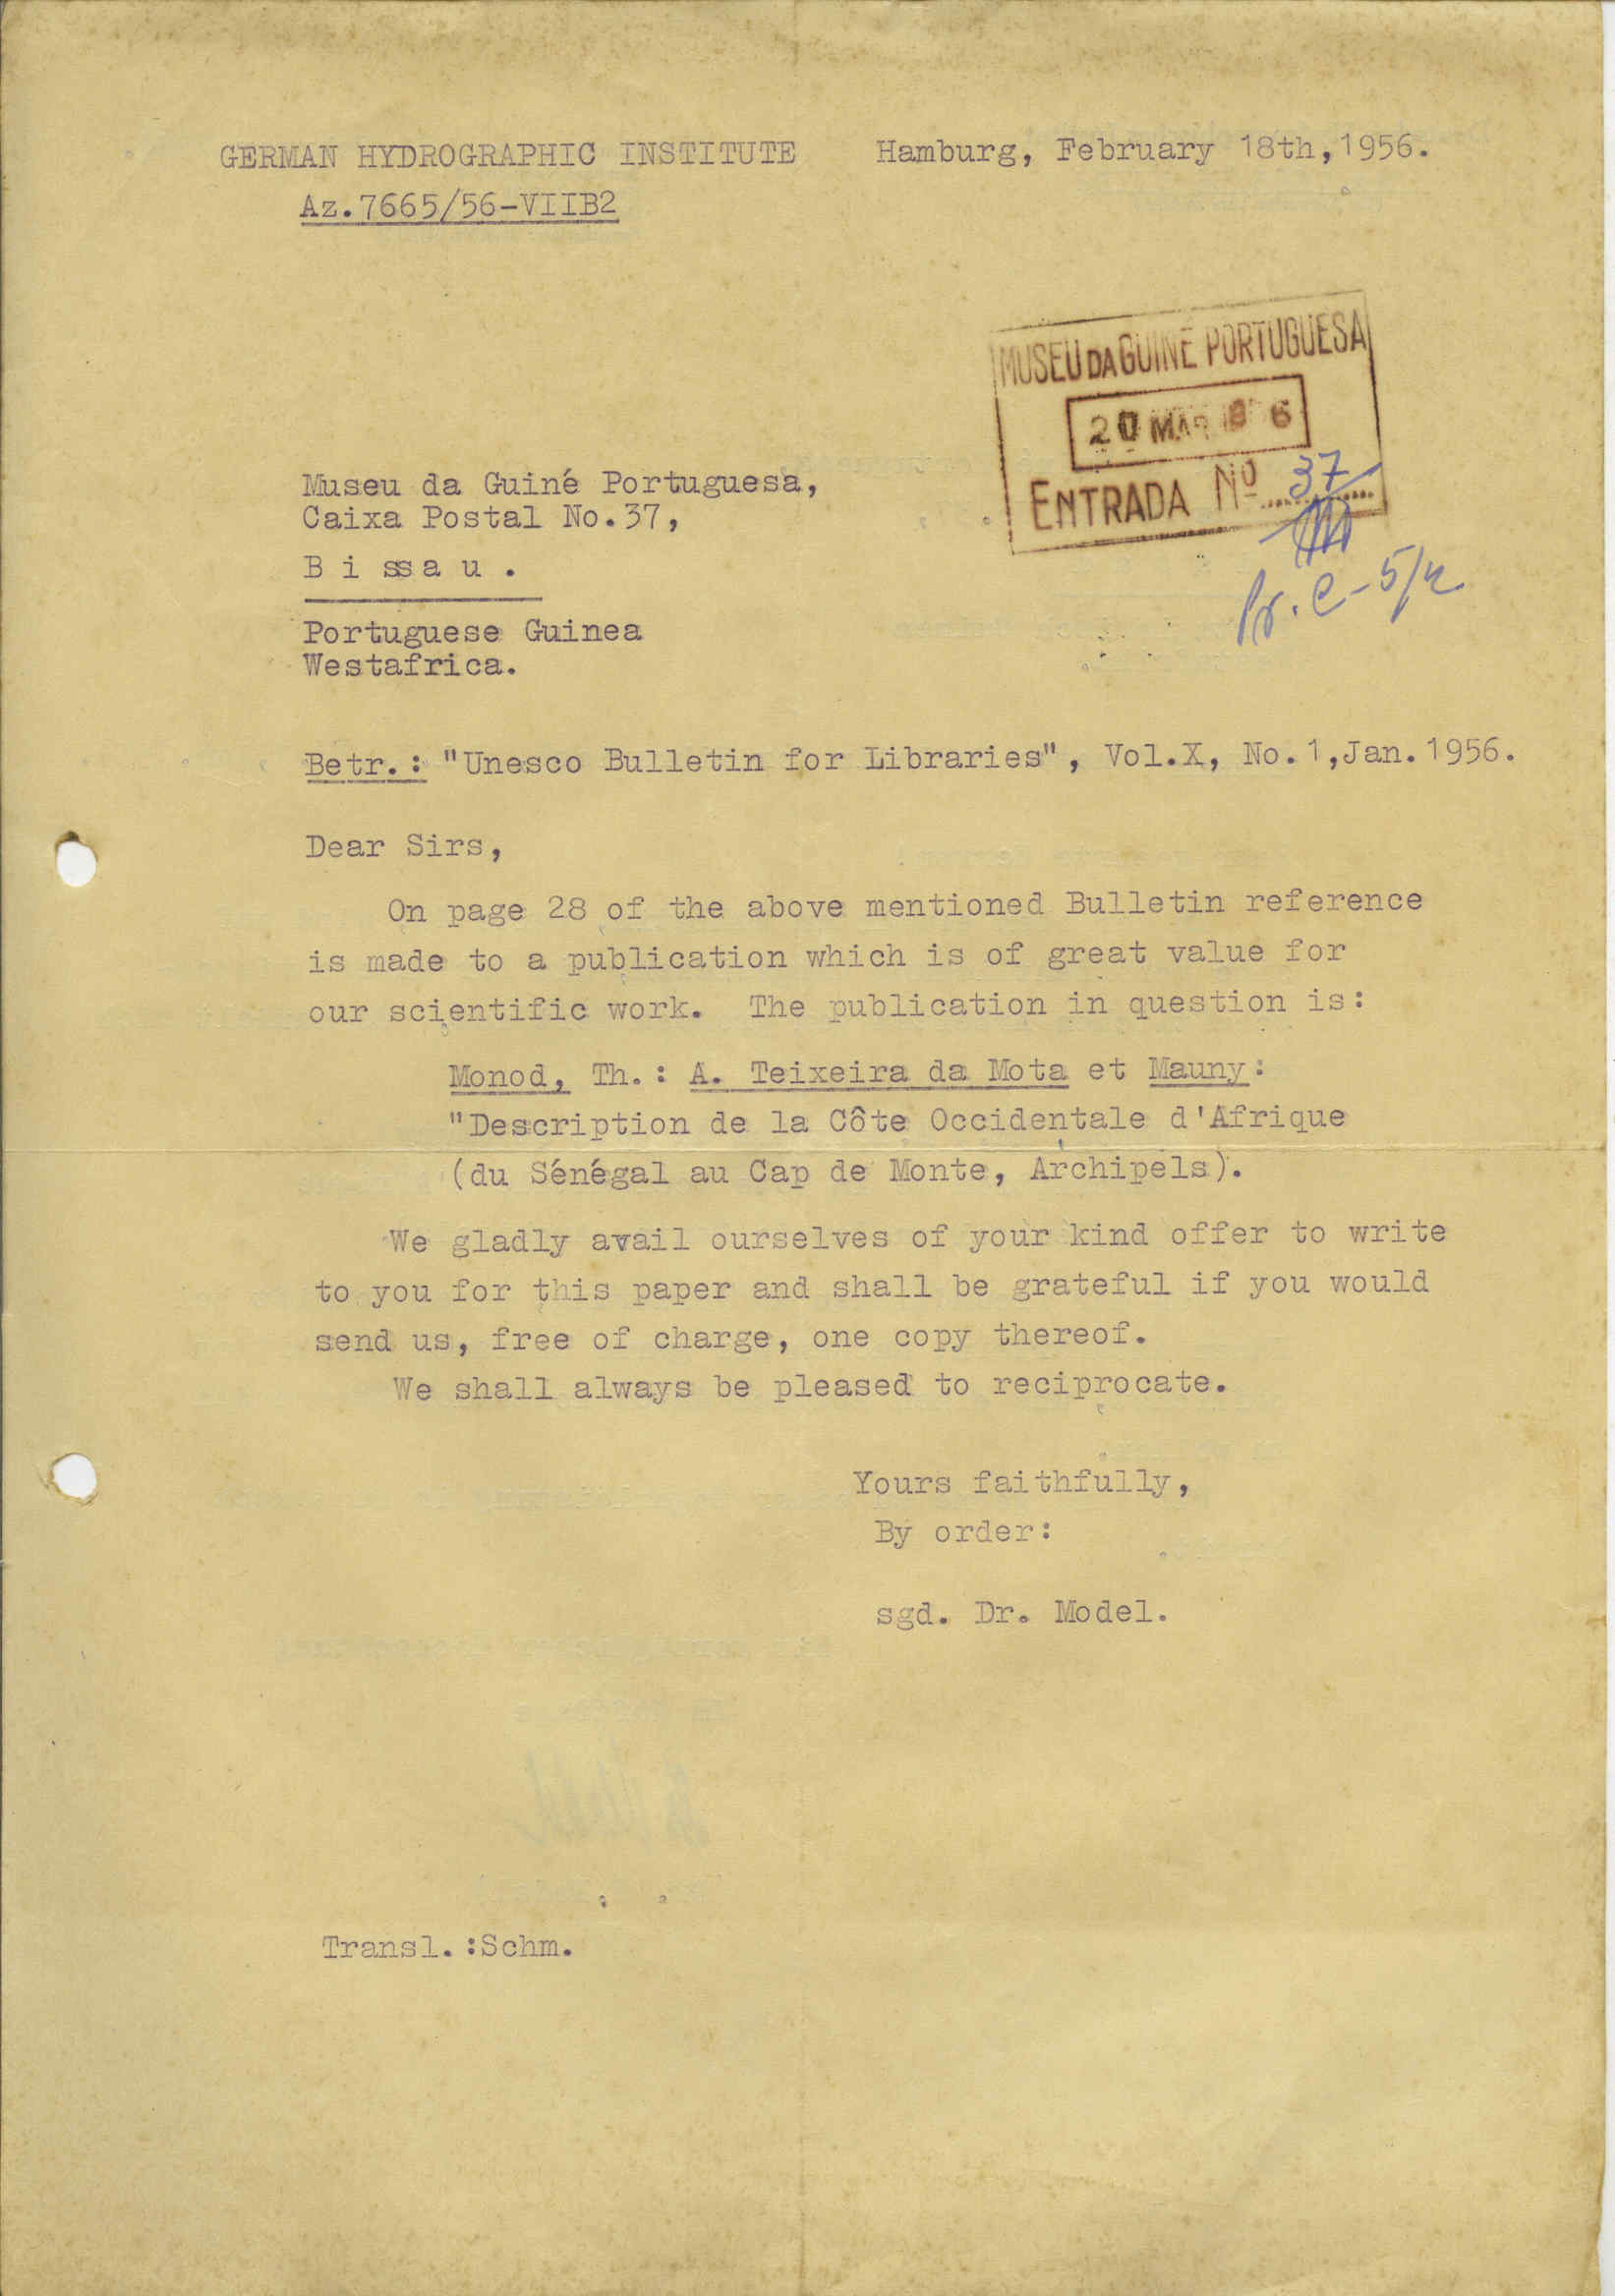 GERMAN HYDROGRAPHIC INSTITUTE Hamburg, February 18th,1956.
Az.7665/56-VIIB2
MUSEU DA GUINÉ PORTUGUESA
20 MAR
ENTRADA Nº 37
Museu da Guiné Portuguesa,
Caixa Postal No.37,
B i ssa u .
Portuguese Guinea
Westafrica.
Betr.: "Unesco Bulletin for Libraries", Vol.X, No.1,Jan.1956.
Dear Sirs,
On page 28 of the above mentioned Bulletin reference
is made to a publication which is of great value for
our scientific work. The publication in question is:
Monod, Th.: A. Teixeira da Mota et Mauny:
"Description de la Côte Occidentale d'Afrique
(du Sénégal au Cap de Monte, Archipels).
We gladly avail ourselves of your kind offer to write
to you for this paper and shall be grateful if you would
send us, free of charge, one copy thereof.
We shall always be pleased to reciprocate.
Yours faithfully,
By order:
sgd. Dr. Model.
Transl.:Schm.